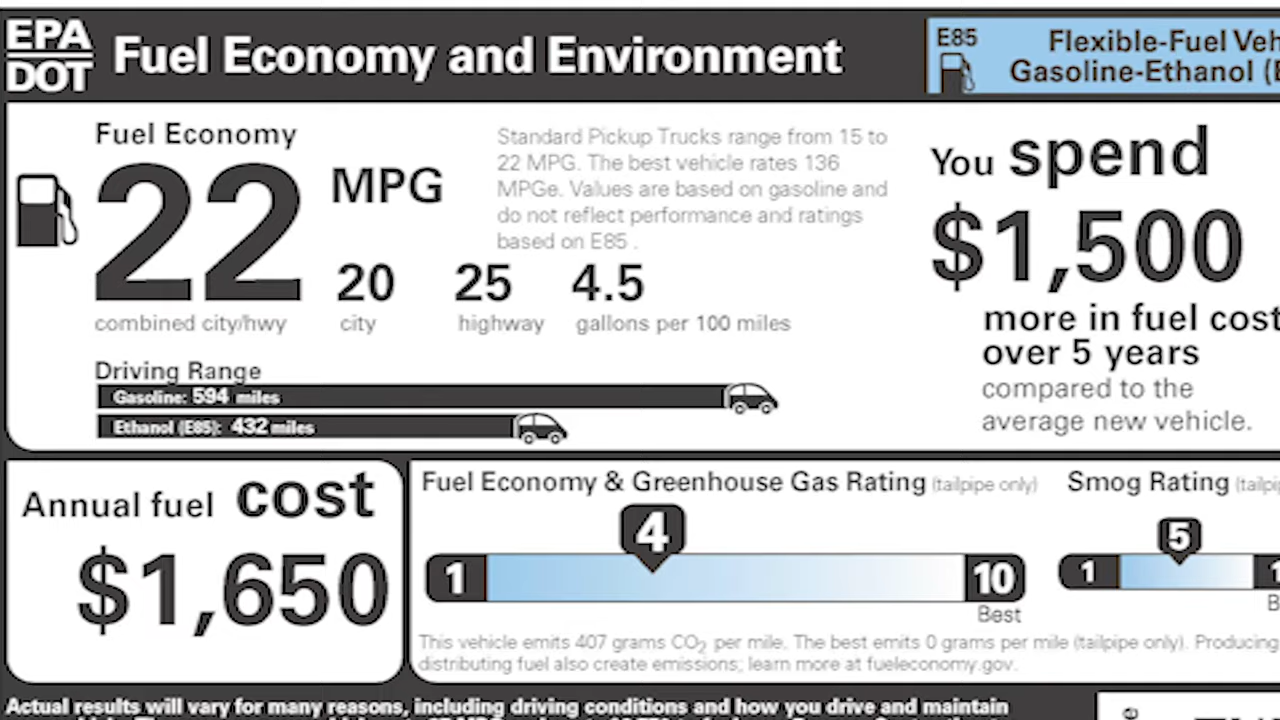 EPA
DOT
Fuel Economy and Environment
E85
Flexible-Fuel
Gasoline-Ethanol
Fuel Economy
22
MPG
Standard Pickup Trucks range from 15 to
22 MPG. The best vehicle rates 136
MPGe. Values are based on gasoline and
do not reflect performance and ratings
based on E85 .
20
25
4.5
combined city/hwy
city
highway
gallons per 100 miles
You spend
$1,500
more in fuel cost
over 5 years
compared to the
average new vehicle.
Driving Range
Gasoline: 594 miles
Ethanol (E85): 432 miles
Annual fuel cost
$1,650
Fuel Economy & Greenhouse Gas Rating (tailpipe only)
4
1
10
Best
Smog Rating
5
1
This vehicle emits 407 grams CO₂ per mile. The best emits 0 grams per mile (tailpipe only). Producing
distributing fuel also create emissions; learn more at fueleconomy.gov.
Actual results will vary for many reasons, including driving conditions and how you drive and maintain